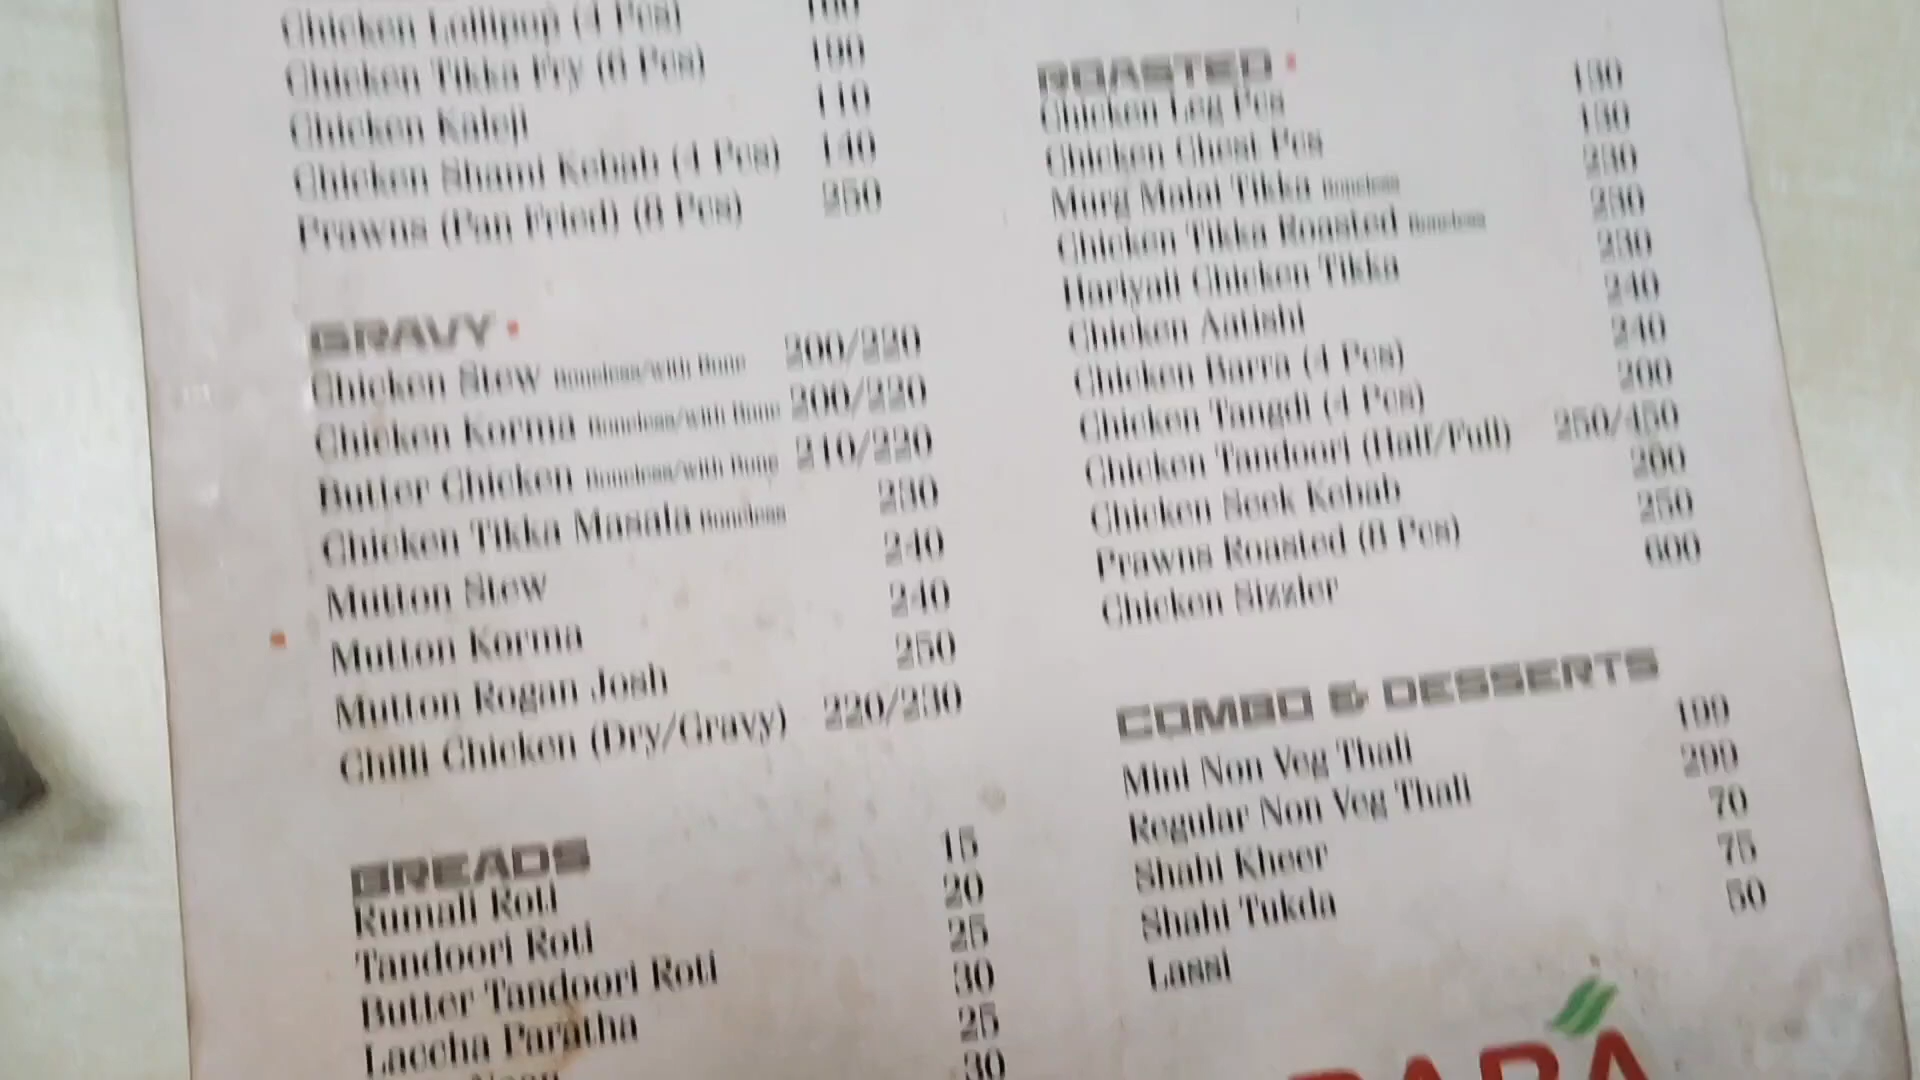 Chicken Lollipop (4 Pcs)
Chicken Tikka Fry (6 Pcs) 190
Chicken Kaleji 110
Chicken Shami Kebab (4 Pcs) 140
Prawns (Pan Fried) (8 Pcs) 250
GRAVY
Chicken Stew Boneless/with Bone 200/220
Chicken Korma Boneless/with Bone 200/220
Butter Chicken Boneless/with Bone 210/220
Chicken Tikka Masala Boneless 230
Mutton Stew 240
Mutton Korma 240
Mutton Rogan Josh 250
Chilli Chicken (Dry/Gravy) 220/230
BREADS
Rumali Roti 15
Tandoori Roti 20
Butter Tandoori Roti 25
Laccha Paratha 30
Naan 25
30
ROASTED
Chicken Leg Pcs 130
Chicken Chest Pcs 130
Murg Malai Tikka Boneless 230
Chicken Tikka Roasted Boneless 230
Hariyali Chicken Tikka 230
Chicken Aatishi 240
Chicken Barra (4 Pcs) 240
Chicken Tangdi (4 Pcs) 200
Chicken Tandoori (Half/Full) 250/450
Chicken Seek Kebab 200
Prawns Roasted (8 Pcs) 250
Chicken Sizzler 600
COMBO & DESSERTS
Mini Non Veg Thali 199
Regular Non Veg Thali 299
Shahi Kheer 70
Shahi Tukda 75
Lassi 50